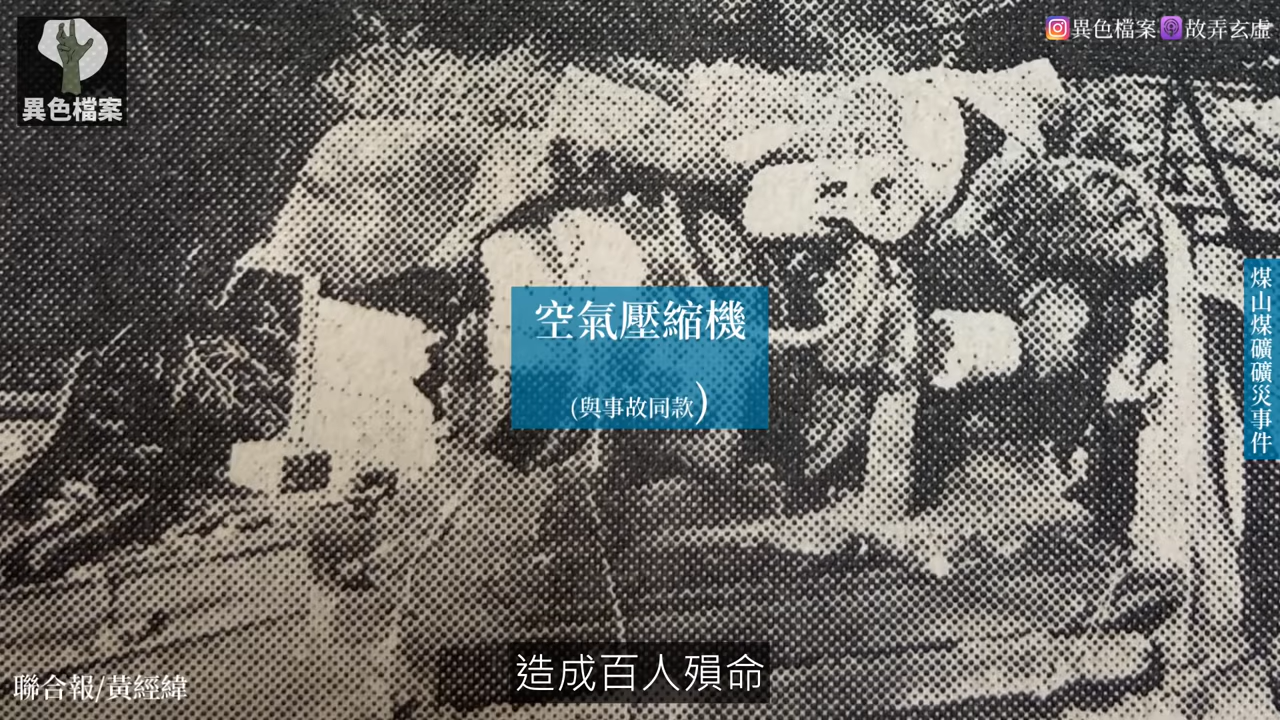 異色檔案
異色檔案 故弄玄虛
空氣壓縮機
(與事故同款)
煤山煤礦礦災事件
造成百人殞命
聯合報/黃經緯